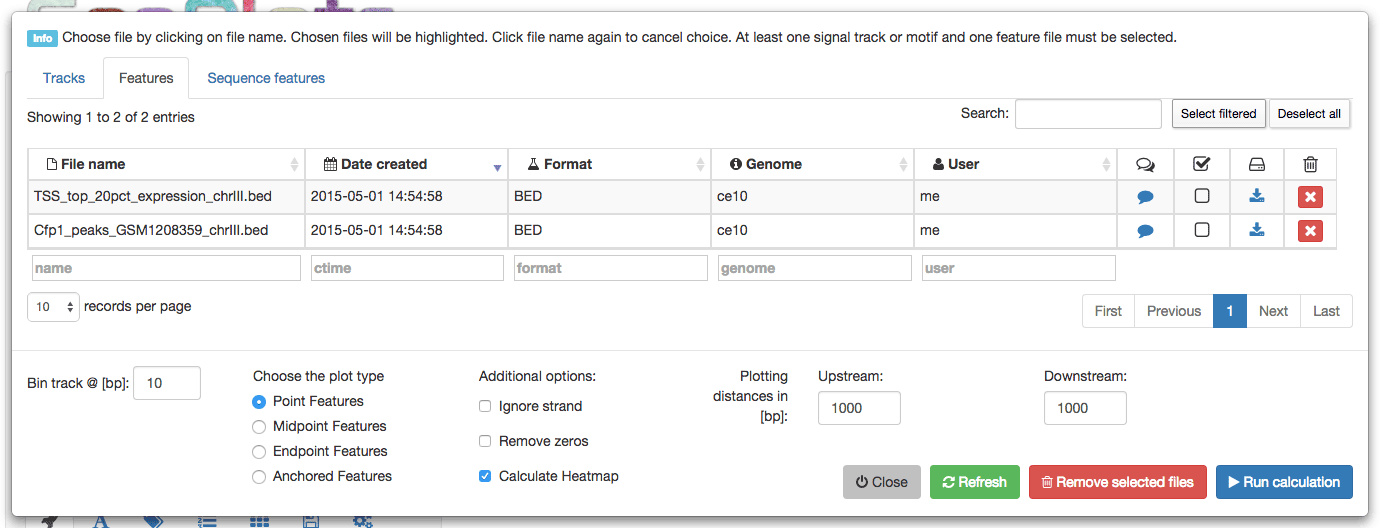 Info Choose file by clicking on file name. Chosen files will be highlighted. Click file name again to cancel choice. At least one signal track or motif and one feature file must be selected.
Tracks Features Sequence features
Showing 1 to 2 of 2 entries Search: Select filtered Deselect all
File name Date created Format Genome User
TSS_top_20pct_expression_chrIII.bed 2015-05-01 14:54:58 BED ce10 me
Cfp1_peaks_GSM1208359_chrIII.bed 2015-05-01 14:54:58 BED ce10 me
name ctime format genome user
10 records per page First Previous 1 Next Last
Bin track @ [bp]: 10
Choose the plot type
Point Features
Midpoint Features
Endpoint Features
Anchored Features
Additional options:
Ignore strand
Remove zeros
Calculate Heatmap
Plotting
distances in
[bp]:
Upstream:
1000
Downstream:
1000
Close Refresh Remove selected files Run calculation